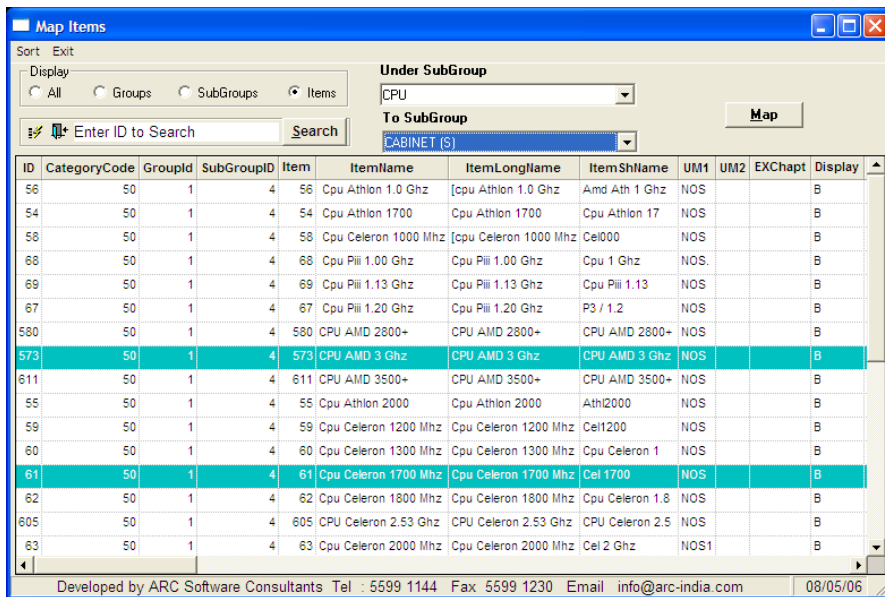 Map Items
Sort Exit
Display
All Groups SubGroups Items
Under SubGroup
CPU
To SubGroup
CABINET (S)
Map
Enter ID to Search Search
ID CategoryCode GroupId SubGroupID Item ItemName ItemLongName ItemShName UM1 UM2 EXChapt Display
56 50 1 4 56 Cpu Athlon 1.0 Ghz [cpu Athlon 1.0 Ghz Amd Ath 1 Ghz NOS B
54 50 1 4 54 Cpu Athlon 1700 Cpu Athlon 1700 Cpu Athlon 17 NOS B
58 50 1 4 58 Cpu Celeron 1000 Mhz [cpu Celeron 1000 Mhz Cel000 NOS B
68 50 1 4 68 Cpu Piii 1.00 Ghz Cpu Piii 1.00 Ghz Cpu 1 Ghz NOS. B
69 50 1 4 69 Cpu Piii 1.13 Ghz Cpu Piii 1.13 Ghz Cpu Piii 1.13 NOS B
67 50 1 4 67 Cpu Piii 1.20 Ghz Cpu Piii 1.20 Ghz P3 / 1.2 NOS B
580 50 1 4 580 CPU AMD 2800+ CPU AMD 2800+ CPU AMD 2800+ NOS B
573 50 1 4 573 CPU AMD 3 Ghz CPU AMD 3 Ghz CPU AMD 3 Ghz NOS B
611 50 1 4 611 CPU AMD 3500+ CPU AMD 3500+ CPU AMD 3500+ NOS B
55 50 1 4 55 Cpu Athlon 2000 Cpu Athlon 2000 Athl2000 NOS B
59 50 1 4 59 Cpu Celeron 1200 Mhz Cpu Celeron 1200 Mhz Cel1200 NOS B
60 50 1 4 60 Cpu Celeron 1300 Mhz Cpu Celeron 1300 Mhz Cpu Celeron 1 NOS B
61 50 1 4 61 Cpu Celeron 1700 Mhz Cpu Celeron 1700 Mhz Cel 1700 NOS B
62 50 1 4 62 Cpu Celeron 1800 Mhz Cpu Celeron 1800 Mhz Cpu Celeron 1.8 NOS B
605 50 1 4 605 CPU Celeron 2.53 Ghz CPU Celeron 2.53 Ghz CPU Celeron 2.5 NOS B
63 50 1 4 63 Cpu Celeron 2000 Mhz Cpu Celeron 2000 Mhz Cel 2 Ghz NOS1 B
Developed by ARC Software Consultants Tel : 5599 1144 Fax 5599 1230 Email info@arc-india.com 08/05/06